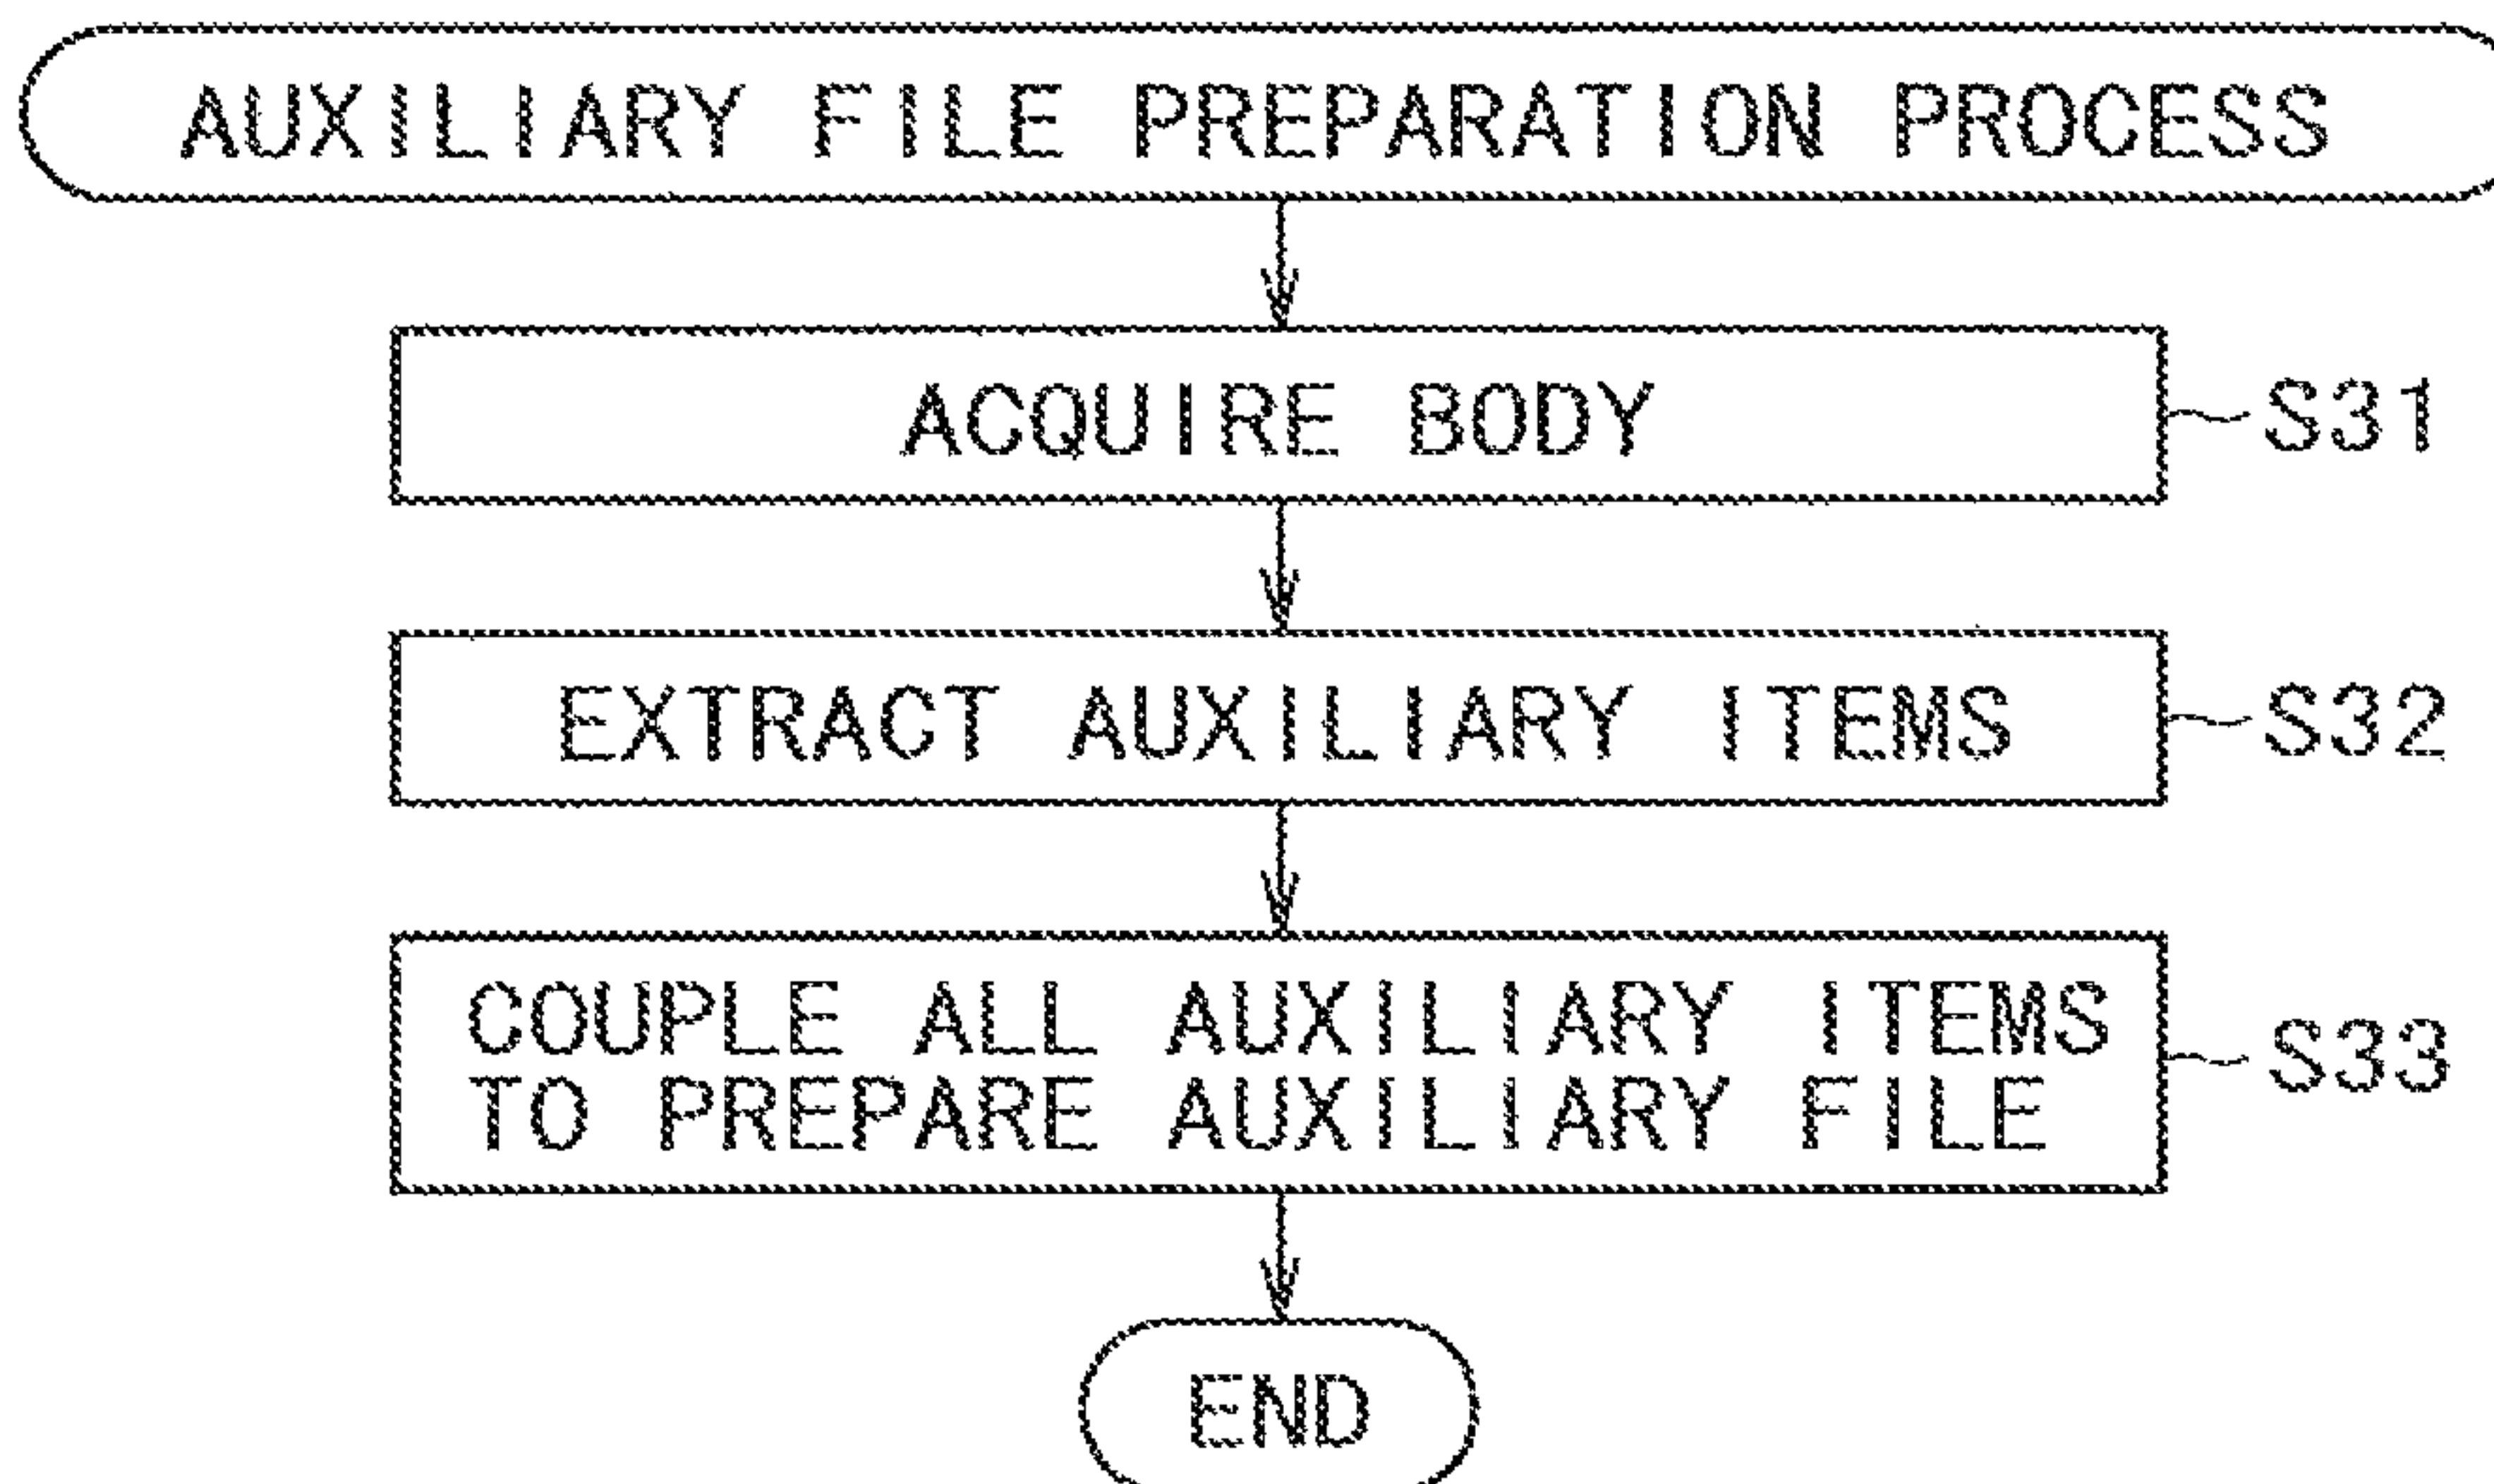 AUXILIARY FILE PREPARATION PROCESS
ACQUIRE BODY
S31
EXTRACT AUXILIARY ITEMS
S32
COUPLE ALL AUXILIARY ITEMS
TO PREPARE AUXILIARY FILE
S33
END